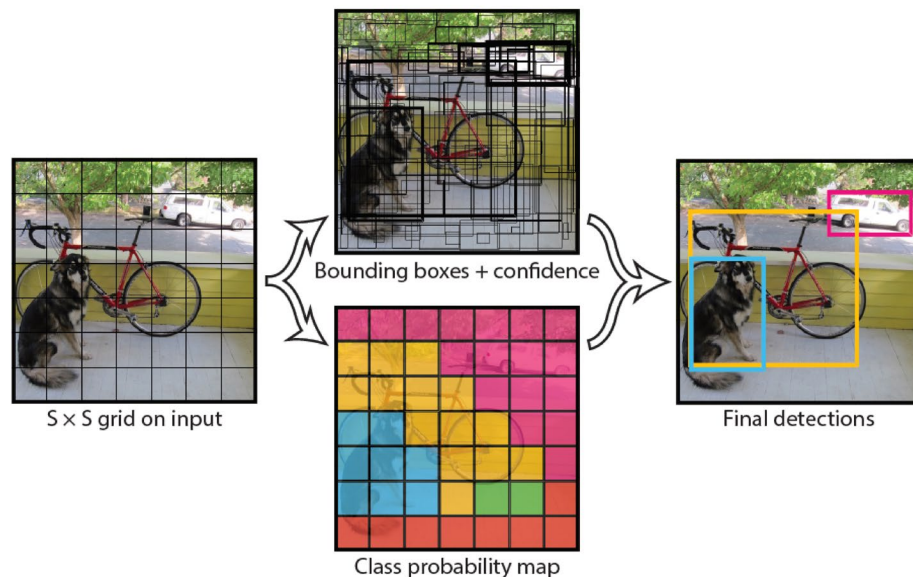 S × S grid on input
Bounding boxes + confidence
Class probability map
Final detections